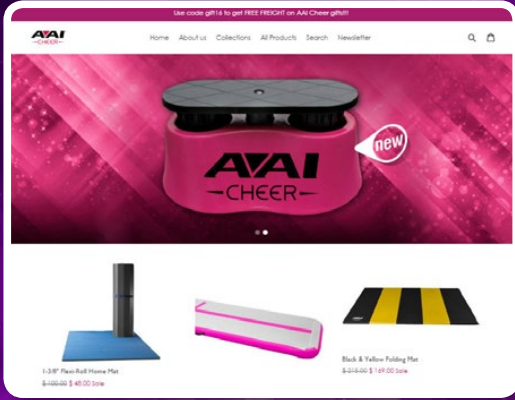 Use code gift16 to get FREE FREIGHT on AAI Cheer gifts!!!
AAI
CHEER
Home About us Collections All Products Search Newsletter
AAI
CHEER
new
1-3/8" Flexi-Roll Home Mat
$ 100.00 $ 48.00 Sale
Black & Yellow Folding Mat
$ 215.00 $ 169.00 Sale